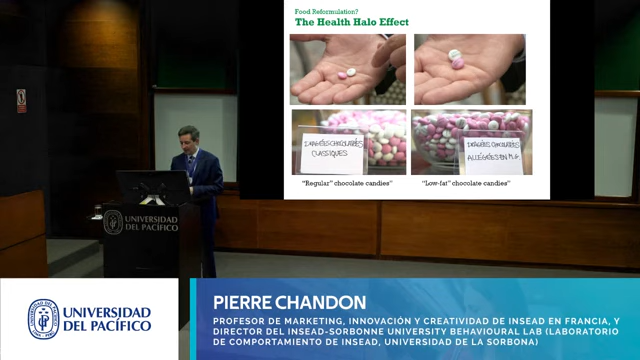 Food Reformulation?
The Health Halo Effect
DRAGÉES CHOCOLATÉES
CLASSIQUES
DRAGÉES CHOCOLATÉES
ALLÉGÉES EN M.G.
"Regular" chocolate candies"
"Low-fat" chocolate candies"
UNIVERSIDAD
DEL PACÍFICO
UNIVERSIDAD
DEL PACÍFICO
PIERRE CHANDON
PROFESOR DE MARKETING, INNOVACIÓN Y CREATIVIDAD DE INSEAD EN FRANCIA, Y
DIRECTOR DEL INSEAD-SORBONNE UNIVERSITY BEHAVIOURAL LAB (LABORATORIO
DE COMPORTAMIENTO DE INSEAD, UNIVERSIDAD DE LA SORBONA)